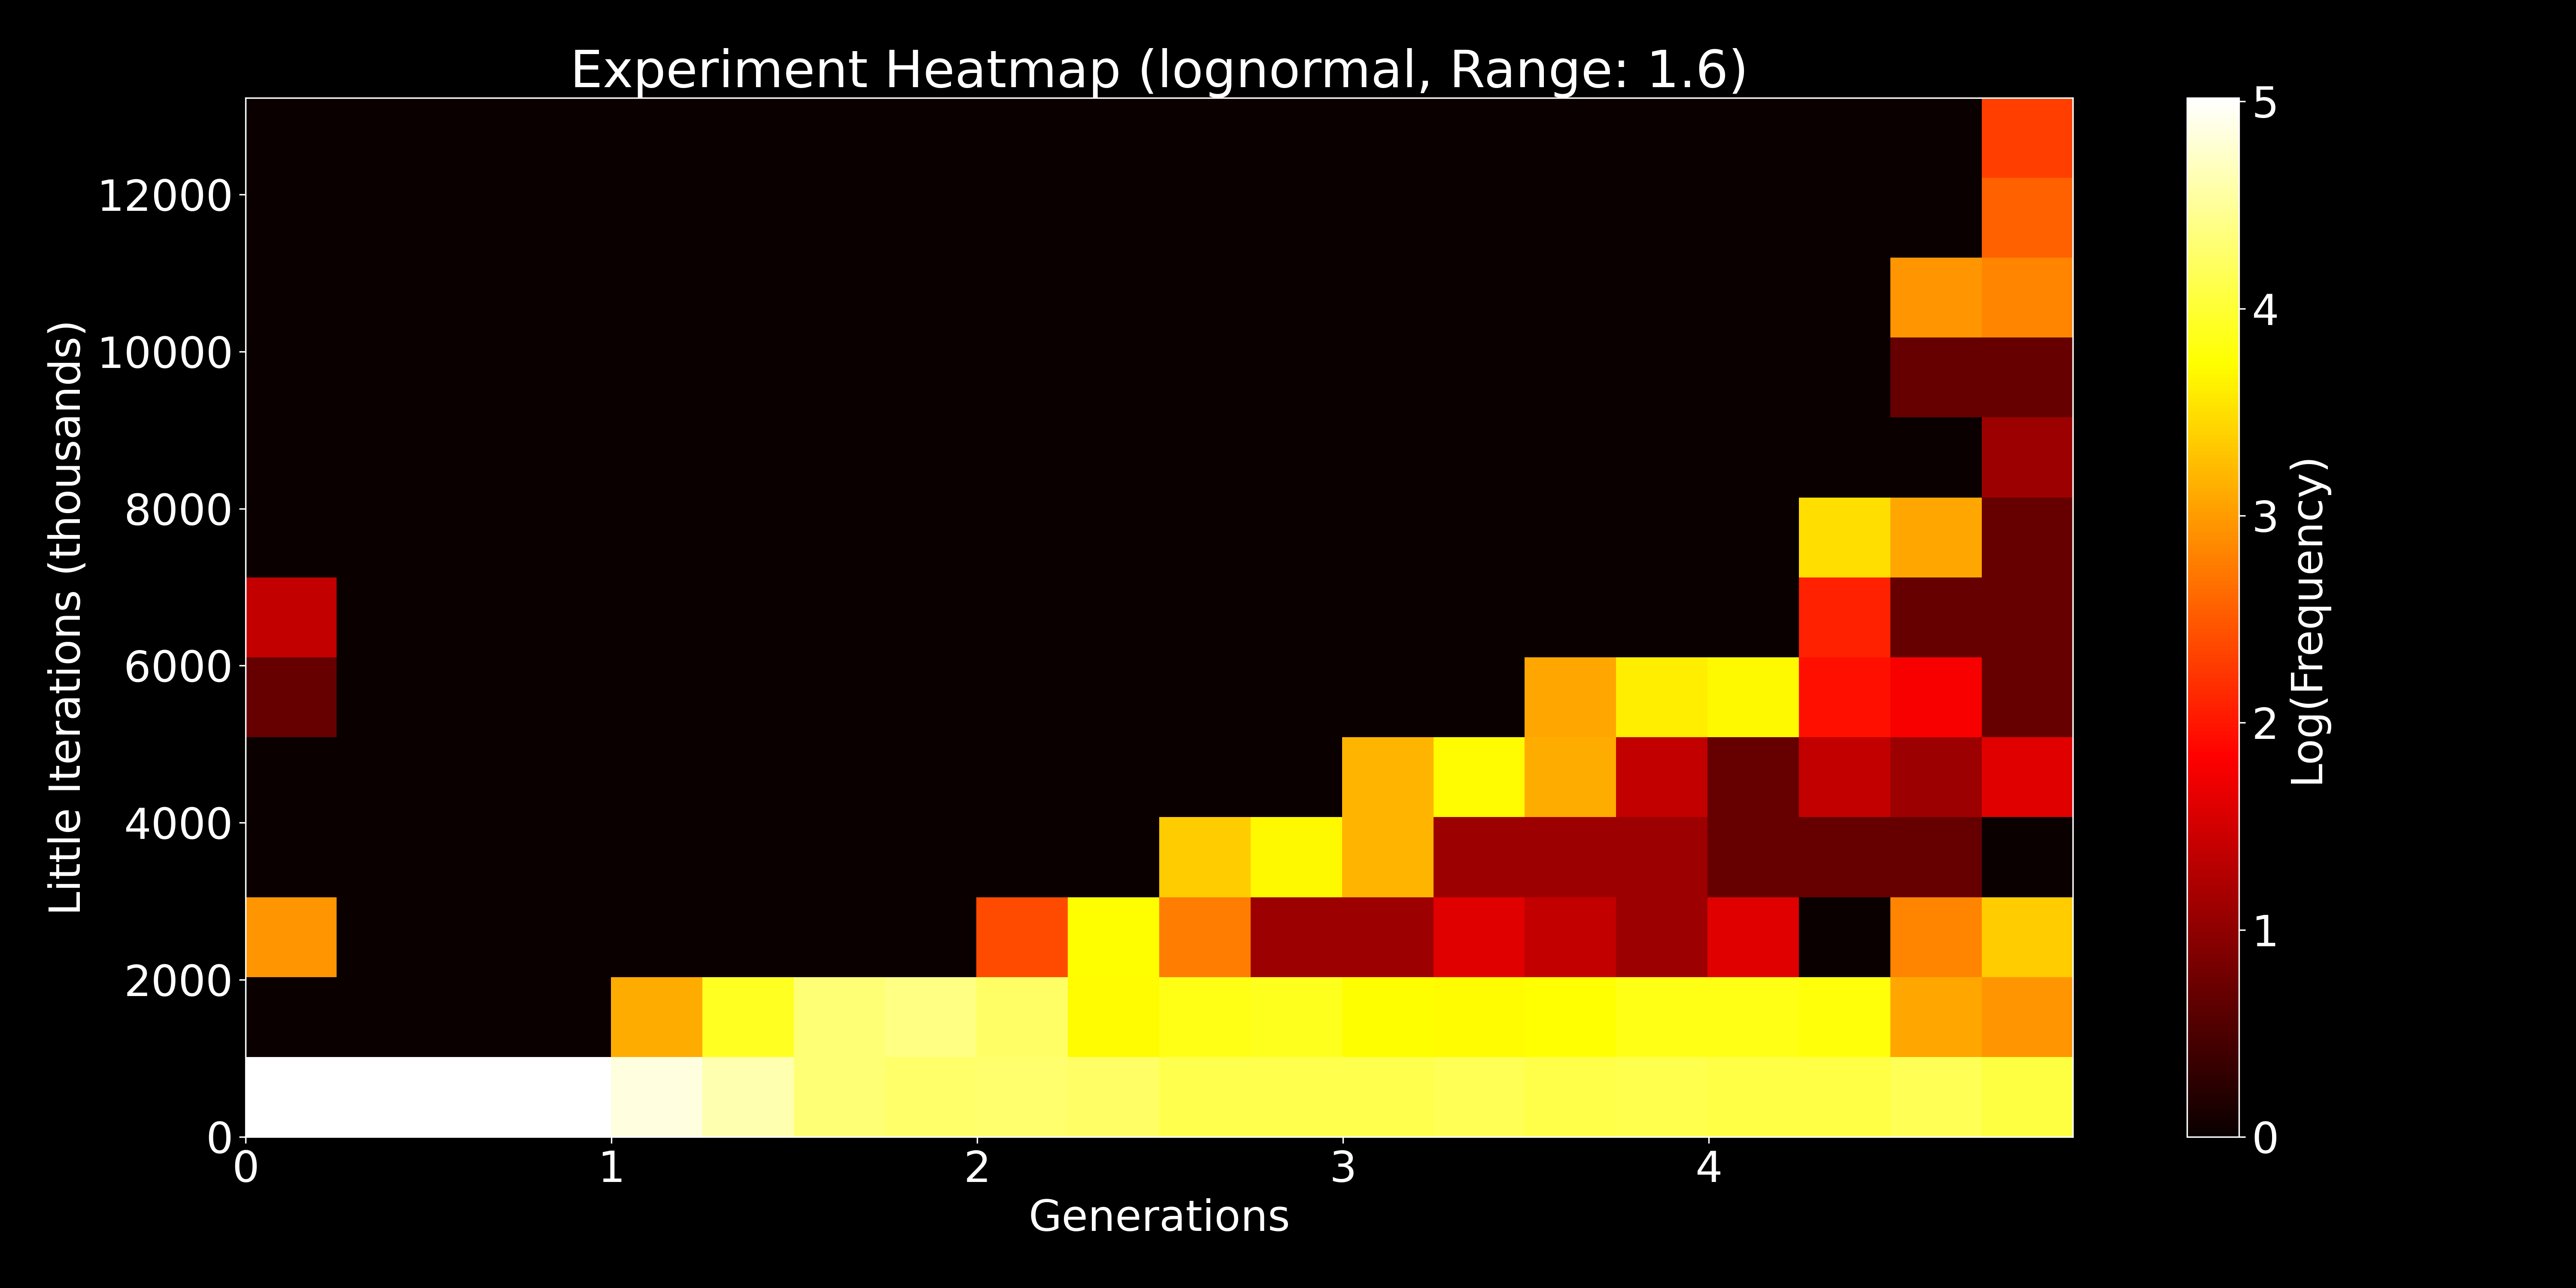 Experiment Heatmap (lognormal, Range: 1.6)
12000
10000
8000
6000
4000
2000
0
Little Iterations (thousands)
0 1 2 3 4
Generations
5
4
3
2
1
0
Log(Frequency)